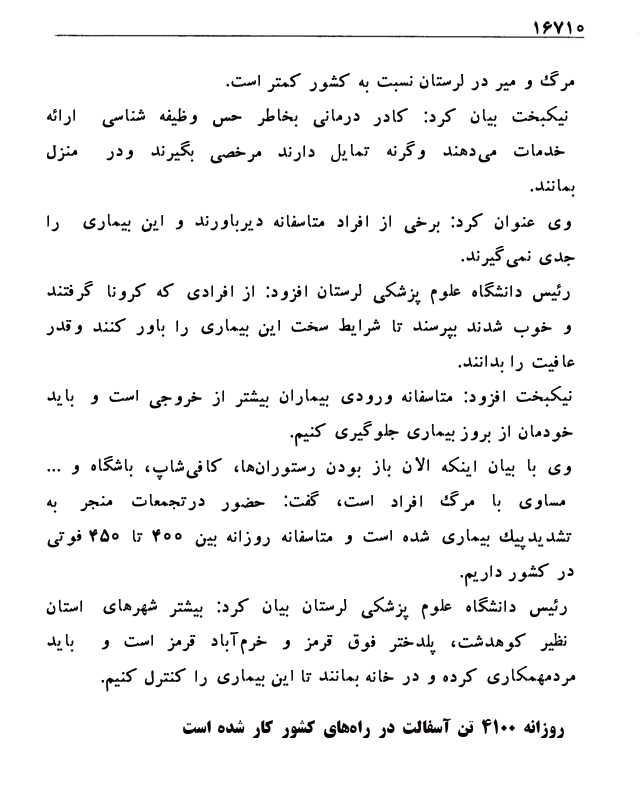 ۱۶۷۱۰
مرگ و میر در لرستان نسبت به کشور کمتر است.
نیکبخت بیان کرد: کادر درمانی بخاطر حس وظیفه شناسی ارائه
خدمات می‌دهند وگرنه تمایل دارند مرخصی بگیرند ودر منزل
بمانند.
وی عنوان کرد: برخی از افراد متاسفانه دیرباورند و این بیماری را
جدی نمی‌گیرند.
رئیس دانشگاه علوم پزشکی لرستان افزود: از افرادی که کرونا گرفتند
و خوب شدند بپرسند تا شرایط سخت این بیماری را باور کنند وقدر
عافیت را بدانند.
نیکبخت افزود: متاسفانه ورودی بیماران بیشتر از خروجی است و باید
خودمان از بروز بیماری جلوگیری کنیم.
وی با بیان اینکه الان باز بودن رستوران‌ها، کافی‌شاپ، باشگاه و ...
مساوی با مرگ افراد است، گفت: حضور درتجمعات منجر به
تشدیدپیک بیماری شده است و متاسفانه روزانه بین ۴۰۰ تا ۴۵۰ فوتی
در کشور داریم.
رئیس دانشگاه علوم پزشکی لرستان بیان کرد: بیشتر شهرهای استان
نظیر کوهدشت، پلدختر فوق قرمز و خرم‌آباد قرمز است و باید
مردمهمکاری کرده و در خانه بمانند تا این بیماری را کنترل کنیم.
روزانه ۴۱۰۰ تن آسفالت در راه‌های کشور کار شده است